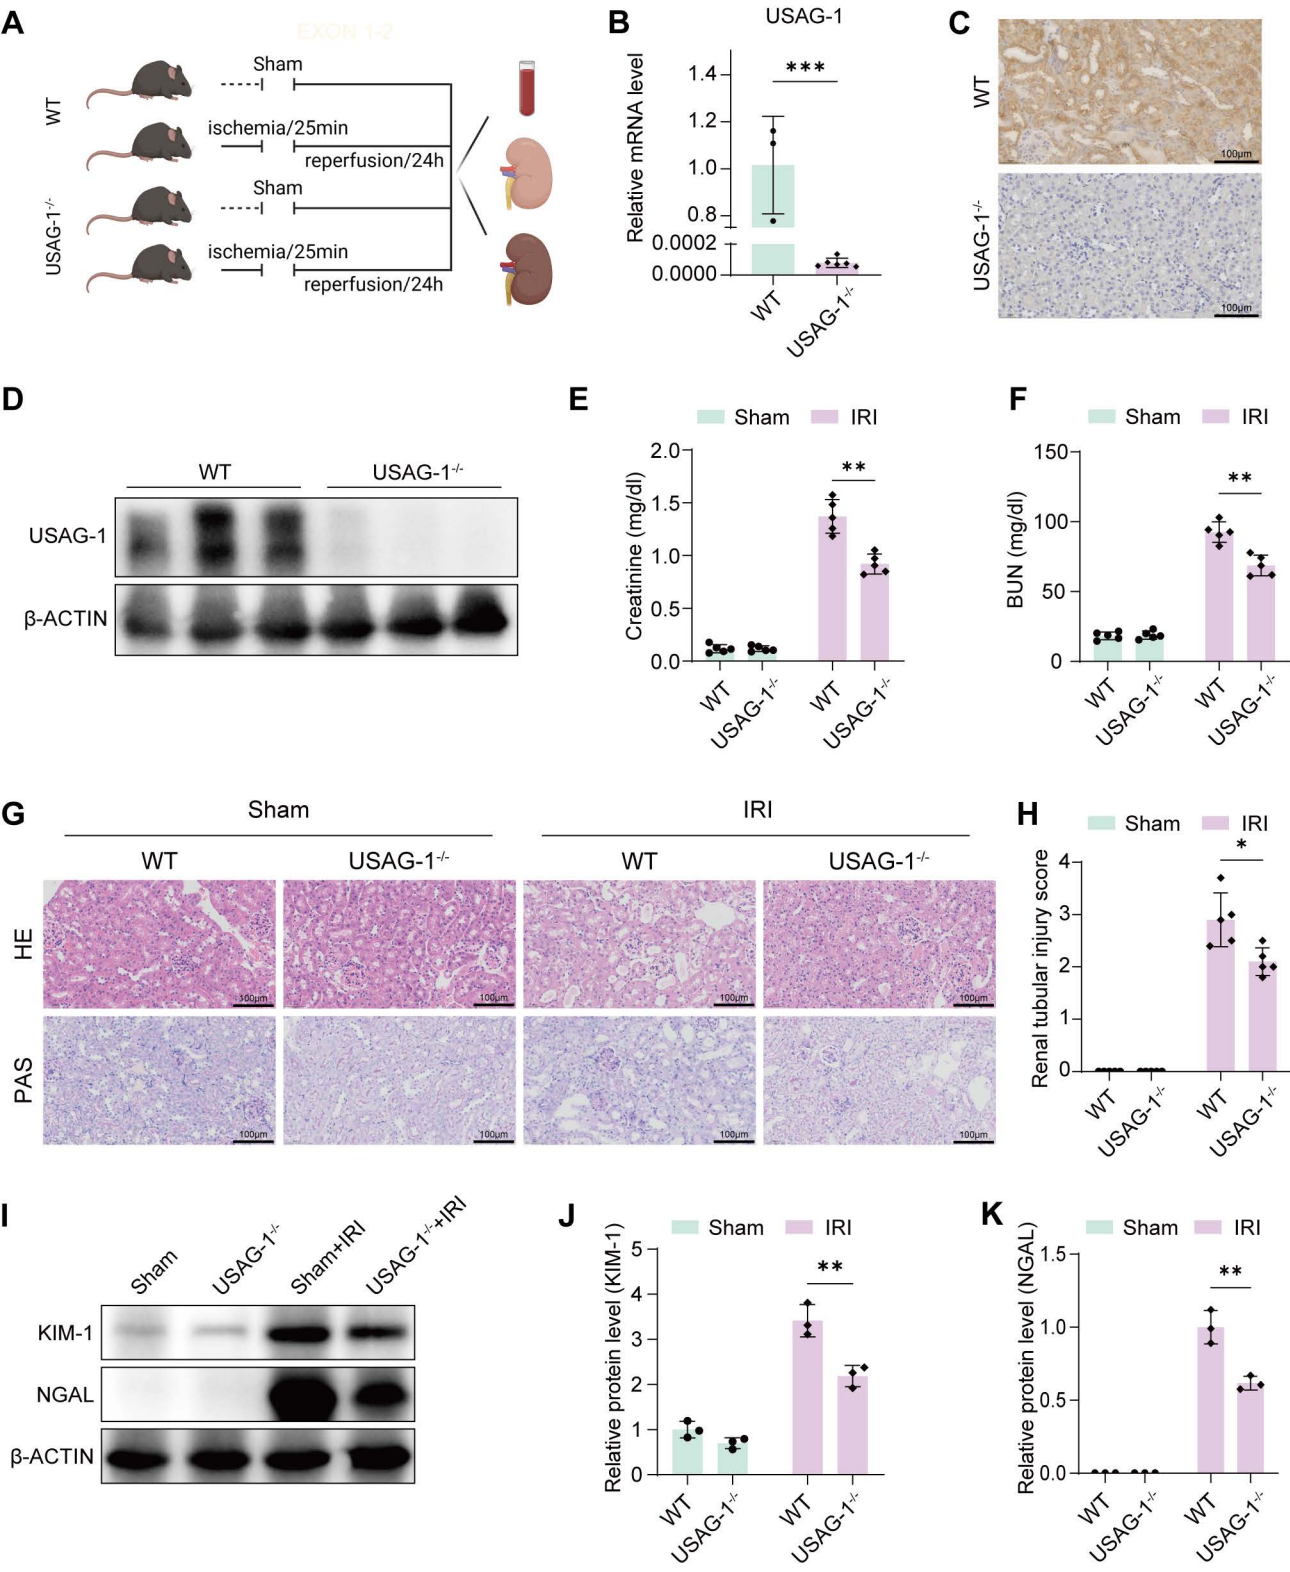 A
EXON 1-2
WT
USAG-1-/-
Sham
ischemia/25min
reperfusion/24h
Sham
ischemia/25min
reperfusion/24h
B
USAG-1
Relative mRNA level
***
1.4
1.2
1.0
0.8
0.0002
0.0000
WT
USAG-1-/-
C
WT
100μm
USAG-1-/-
100μm
D
WT
USAG-1-/-
USAG-1
β-ACTIN
E
Sham
IRI
Creatinine (mg/dl)
**
2.0
1.5
1.0
0.5
0.0
WT
USAG-1-/-
WT
USAG-1-/-
F
Sham
IRI
BUN (mg/dl)
**
150
100
50
0
WT
USAG-1-/-
WT
USAG-1-/-
G
Sham
IRI
WT
USAG-1-/-
WT
USAG-1-/-
HE
100μm
100μm
100μm
100μm
PAS
100μm
100μm
100μm
100μm
H
Sham
IRI
Renal tubular injury score
*
4
3
2
1
0
WT
USAG-1-/-
WT
USAG-1-/-
I
Sham
USAG-1-/-
Sham+IRI
USAG-1-/-+IRI
KIM-1
NGAL
β-ACTIN
J
Sham
IRI
Relative protein level (KIM-1)
**
5
4
3
2
1
0
WT
USAG-1-/-
WT
USAG-1-/-
K
Sham
IRI
Relative protein level (NGAL)
**
1.5
1.0
0.5
0.0
WT
USAG-1-/-
WT
USAG-1-/-